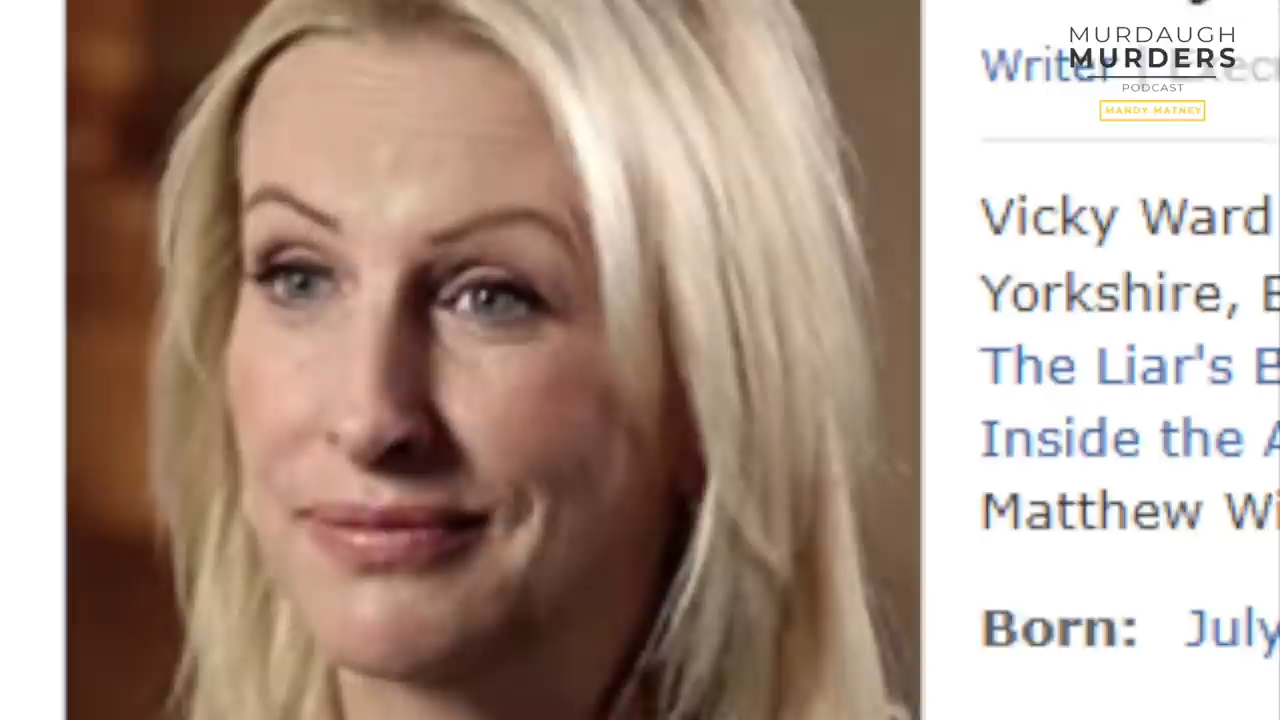 MURDAUGH
MURDERS
PODCAST
MANDY MATNEY
Writer
Vicky Ward
Yorkshire,
The Liar's
Inside the
Matthew
Born: July